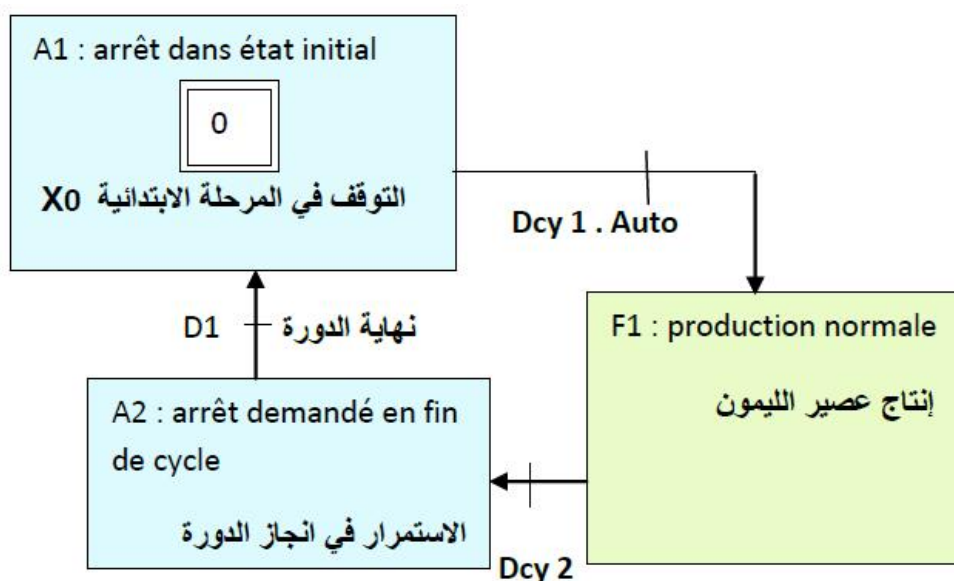 A1 : arrêt dans état initial
0
التوقف في المرحلة الابتدائية X0
Dcy 1 . Auto
F1 : production normale
إنتاج عصير الليمون
D1 نهاية الدورة
A2 : arrêt demandé en fin
de cycle
الاستمرار في انجاز الدورة
Dcy 2